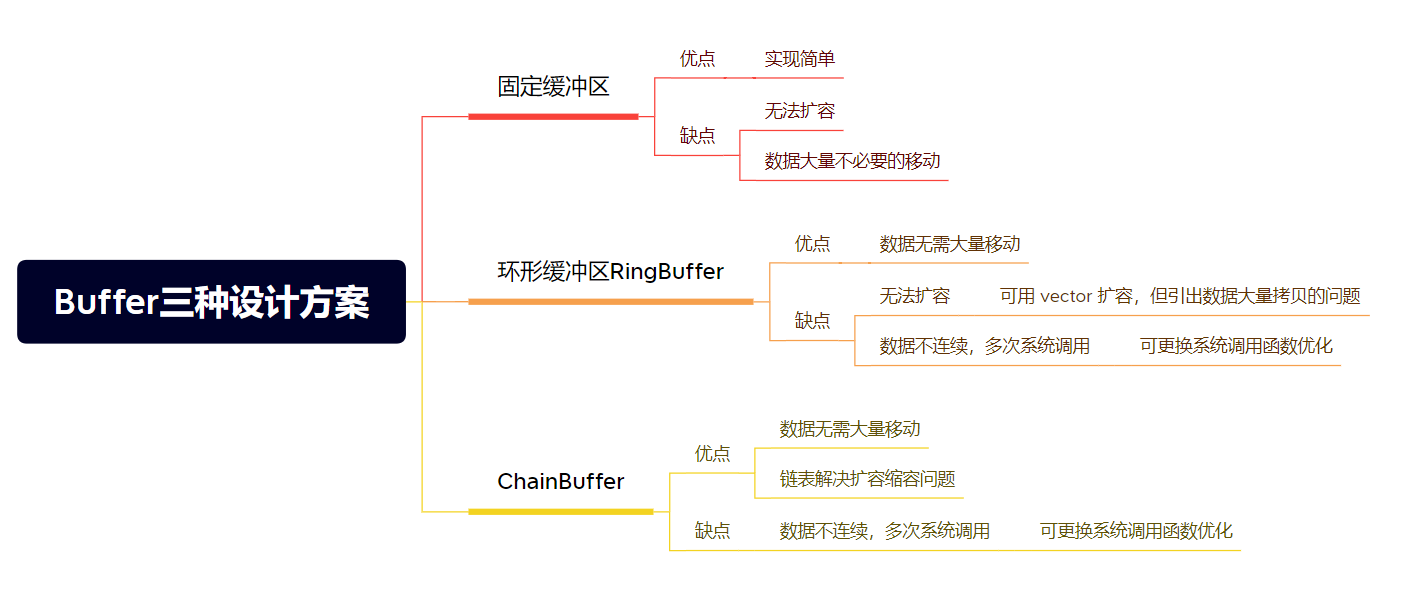 Buffer三种设计方案
固定缓冲区
优点
实现简单
缺点
无法扩容
数据大量不必要的移动
环形缓冲区RingBuffer
优点
数据无需大量移动
缺点
无法扩容
可用 vector 扩容，但引出数据大量拷贝的问题
数据不连续，多次系统调用
可更换系统调用函数优化
ChainBuffer
优点
数据无需大量移动
链表解决扩容缩容问题
缺点
数据不连续，多次系统调用
可更换系统调用函数优化